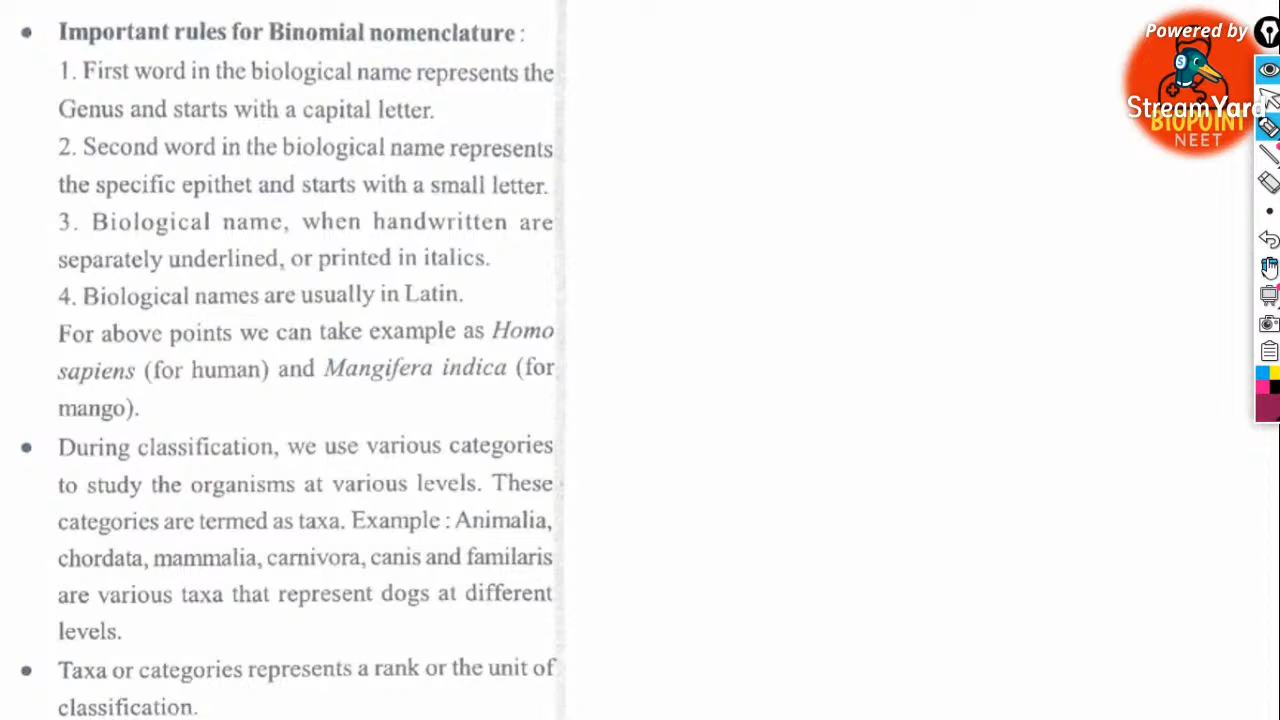 Important rules for Binomial nomenclature :
1. First word in the biological name represents the
Genus and starts with a capital letter.
2. Second word in the biological name represents
the specific epithet and starts with a small letter.
3. Biological name, when handwritten are
separately underlined, or printed in italics.
4. Biological names are usually in Latin.
For above points we can take example as Homo
sapiens (for human) and Mangifera indica (for
mango).
During classification, we use various categories
to study the organisms at various levels. These
categories are termed as taxa. Example : Animalia,
chordata, mammalia, carnivora, canis and familaris
are various taxa that represent dogs at different
levels.
Taxa or categories represents a rank or the unit of
classification.
Powered by
S
StreamYard
BIOPOINT
NEET